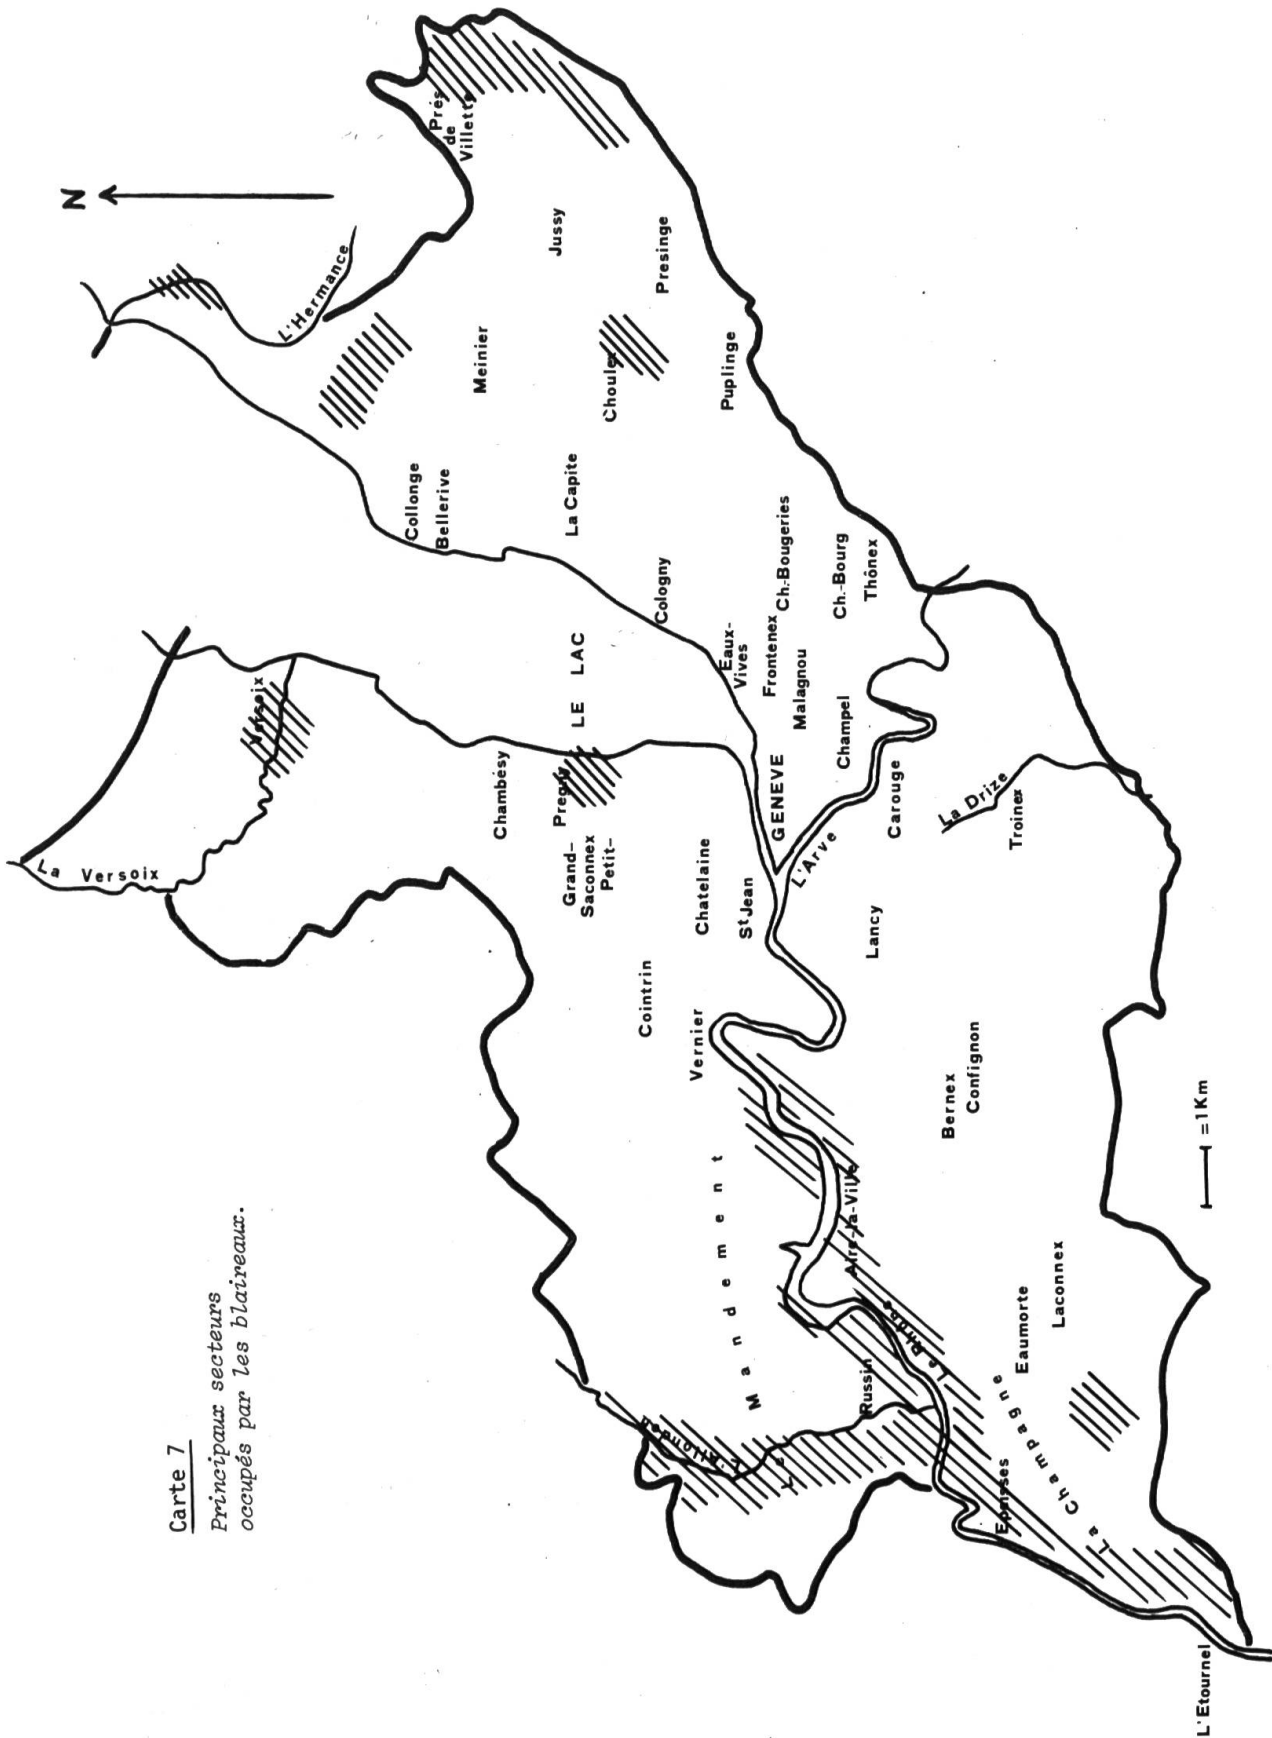 Carte 7
Principaux secteurs
occupés par les blaireaux.
N
La Versoix
Versoix
L'Hermance
Prés
de
Villette
Jussy
Presinge
Meinier
Choulex
Puplinge
Collonge
Bellerive
La Capite
Cologny
LE LAC
Chambésy
Pregny
Grand-
Saconnex
Petit-
Eaux-
Vives
Frontenex
Ch.-Bougeries
Malagnou
Ch.-Bourg
Thônex
Champel
GENEVE
Carouge
L'Arve
La Drize
Troinex
Chatelaine
St Jean
Lancy
Cointrin
Vernier
Bernex
Confignon
Le Mandement
Aire-la-Ville
L'Allondon
Russin
Le Rhône
Laconnex
Eaumorte
La Champagne
Epeisses
L'Etournel
=1Km